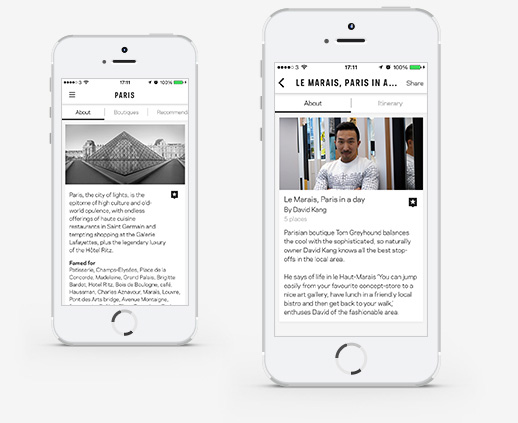 ●●●●○ 3 17:11 100%
PARIS
About Boutiques Recommend
Paris, the city of lights, is the
epitome of high culture and old-
world opulence, with endless
offerings of haute cuisine
restaurants in Saint Germain and
tempting shopping at the Galerie
Lafayettes, plus the legendary luxury
of the Hôtel Ritz.
Famed for
Patisserie, Champs-Elysées, Place de la
Concorde, Madeleine, Grand Palais, Brigitte
Bardot, Hotel Ritz, Bois de Boulogne, café,
Haussman, Charles Aznavour, Marais, Louvre,
Pont des Arts bridge, Avenue Montaigne,
●●●●○ 3 17:11 100%
LE MARAIS, PARIS IN A... Share
About Itinerary
Le Marais, Paris in a day
By David Kang
5 places
Parisian boutique Tom Greyhound balances
the cool with the sophisticated, so naturally
owner David Kang knows all the best stop-
offs in the local area.
He says of life in le Haut-Marais 'You can jump
easily from your favourite concept-store to a
nice art gallery, have lunch in a friendly local
bistro and then get back to your walk,'
enthuses David of the fashionable area.